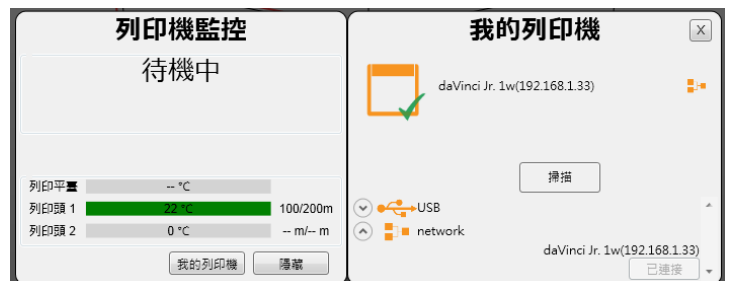 列印機監控
待機中
列印平臺 -- °C
列印頭 1 22 °C 100/200m
列印頭 2 0 °C -- m/-- m
我的列印機 隱藏
我的列印機 X
daVinci Jr. 1w(192.168.1.33)
掃描
USB
network
daVinci Jr. 1w(192.168.1.33)
已連接